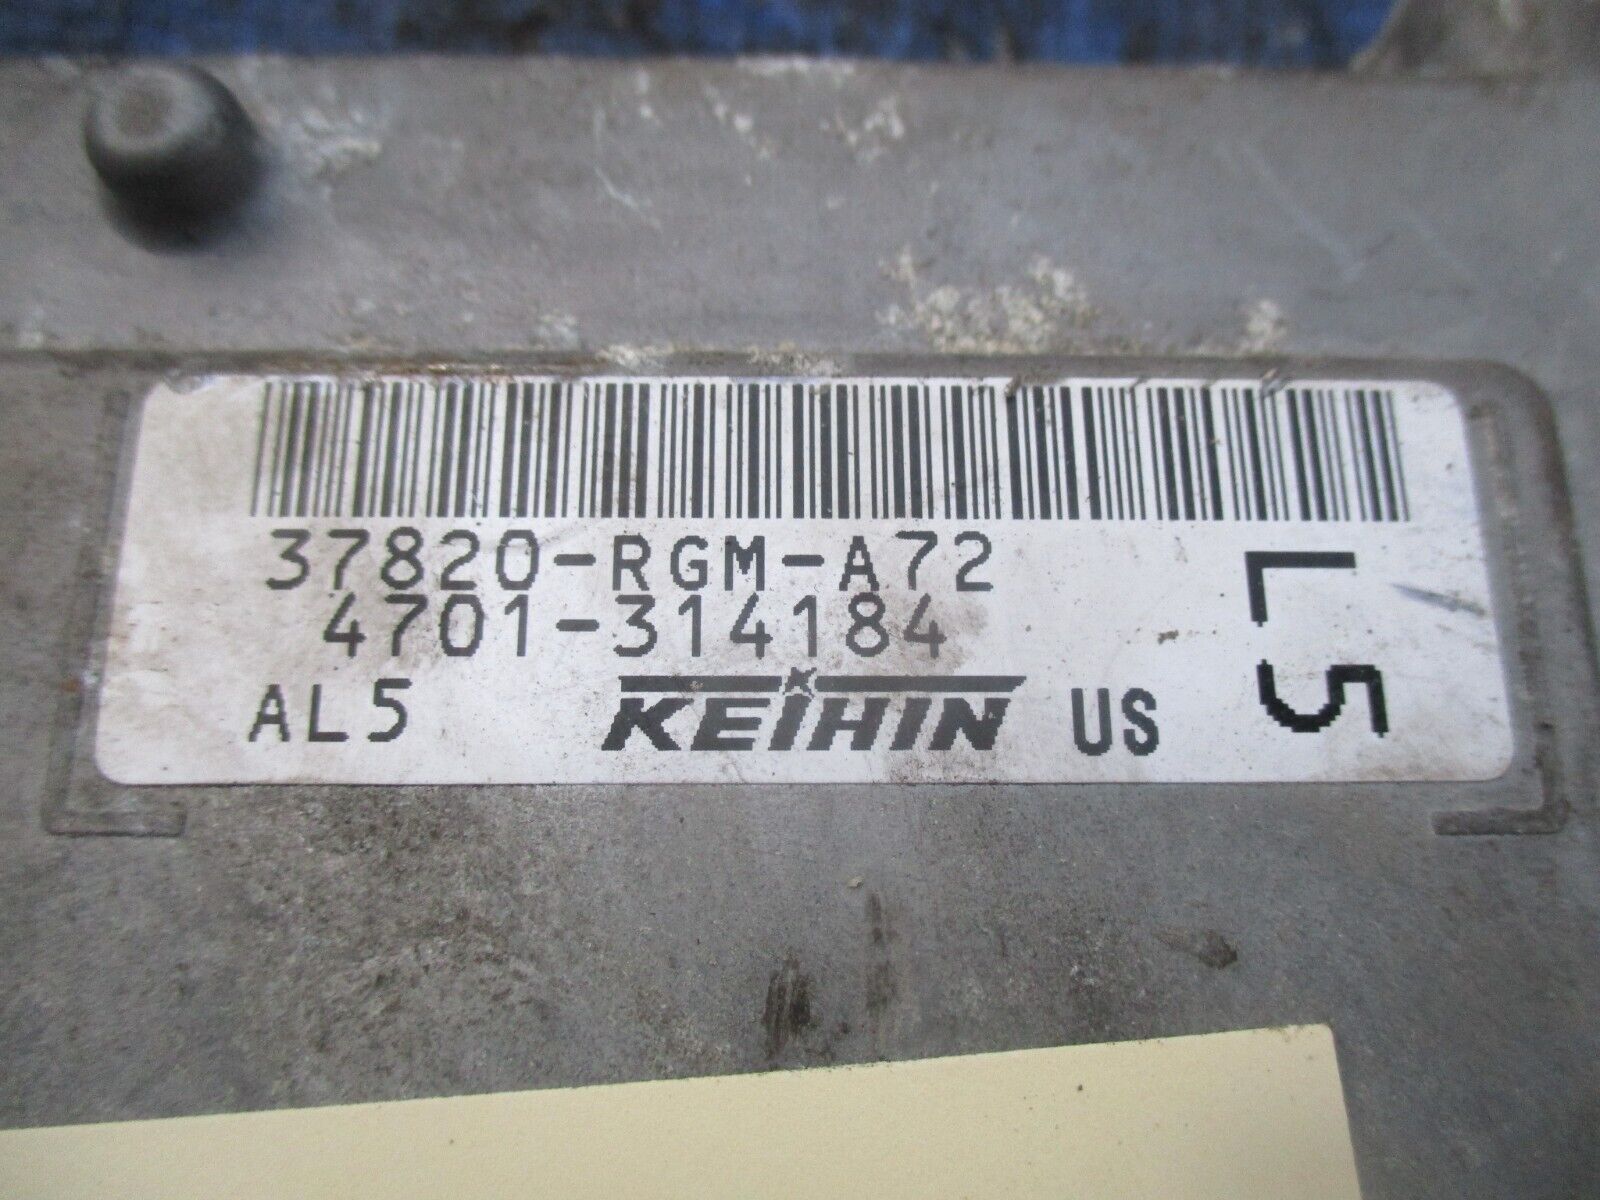 37820-RGM-A72
4701-314184
AL5 KEIHIN US
L5